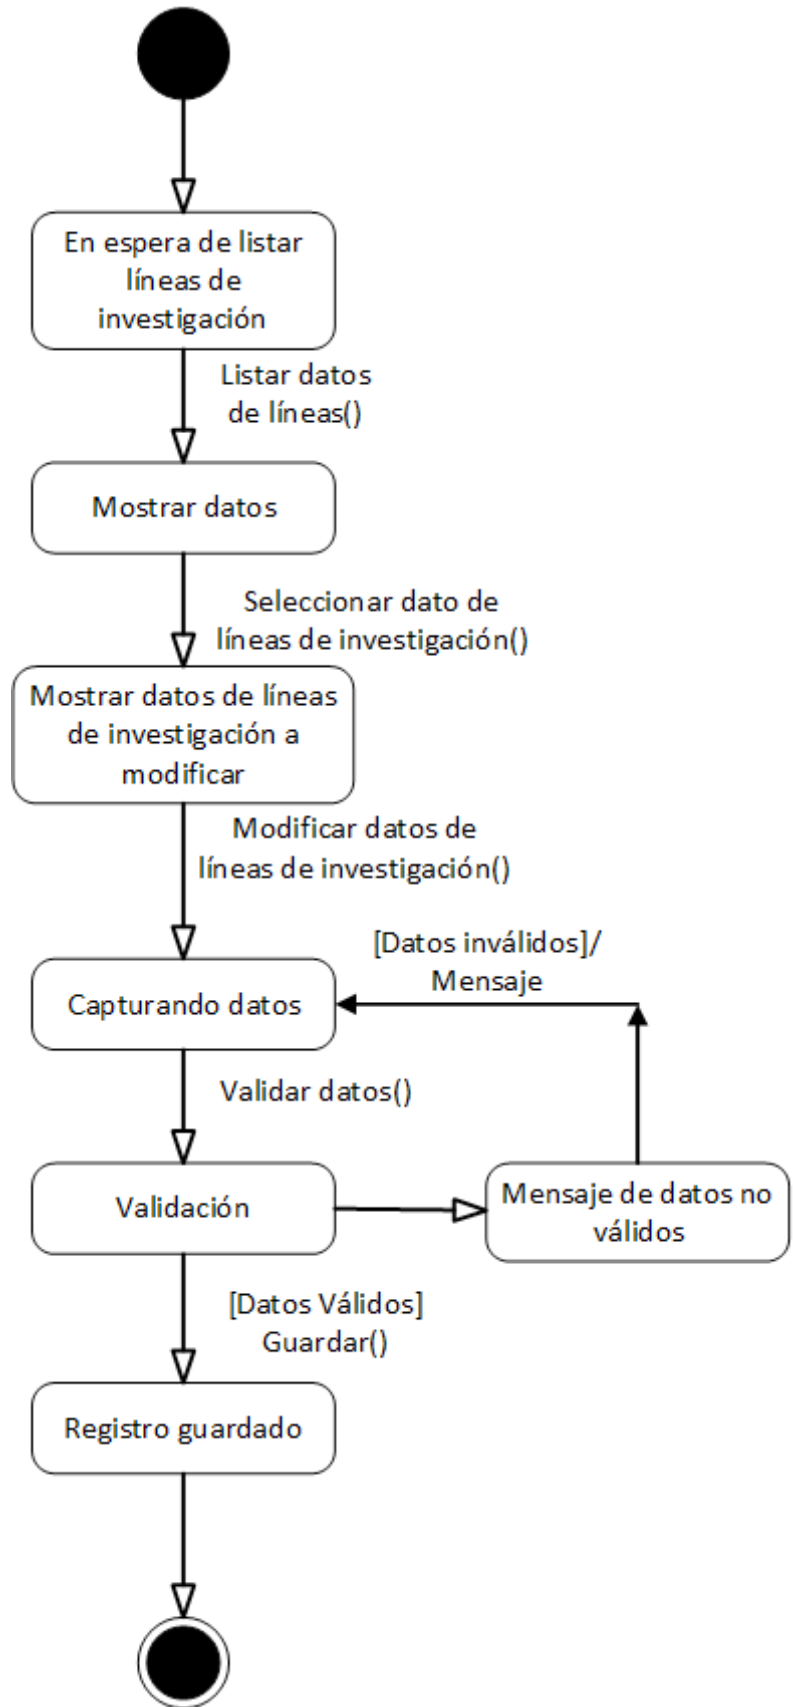 En espera de listar
líneas de
investigación
Listar datos
de líneas()
Mostrar datos
Seleccionar dato de
líneas de investigación()
Mostrar datos de líneas
de investigación a
modificar
Modificar datos de
líneas de investigación()
[Datos inválidos]/
Mensaje
Capturando datos
Validar datos()
Validación
Mensaje de datos no
válidos
[Datos Válidos]
Guardar()
Registro guardado